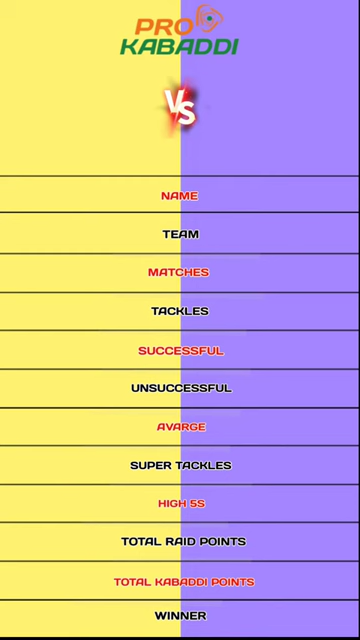 PRO
KABADDI
VS
NAME
TEAM
MATCHES
TACKLES
SUCCESSFUL
UNSUCCESSFUL
AVARGE
SUPER TACKLES
HIGH 5S
TOTAL RAID POINTS
TOTAL KABADDI POINTS
WINNER